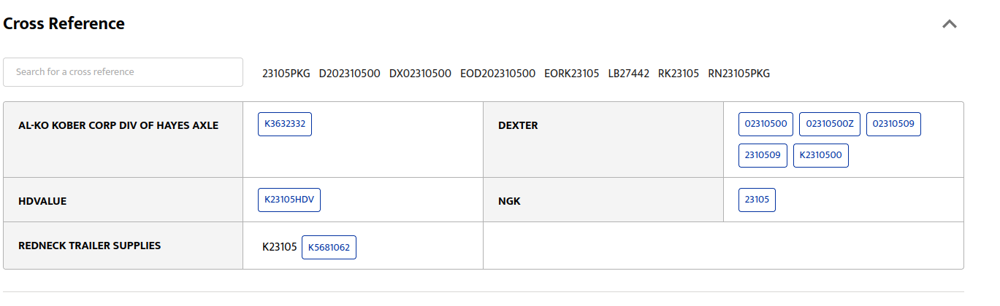 Cross Reference
Search for a cross reference
23105PKG D202310500 DX02310500 EOD202310500 EORK23105 LB27442 RK23105 RN23105PKG
AL-KO KOBER CORP DIV OF HAYES AXLE K3632332 DEXTER 02310500 02310500Z 02310509
2310509 K2310500
HDVALUE K23105HDV NGK 23105
REDNECK TRAILER SUPPLIES K23105 K5681062